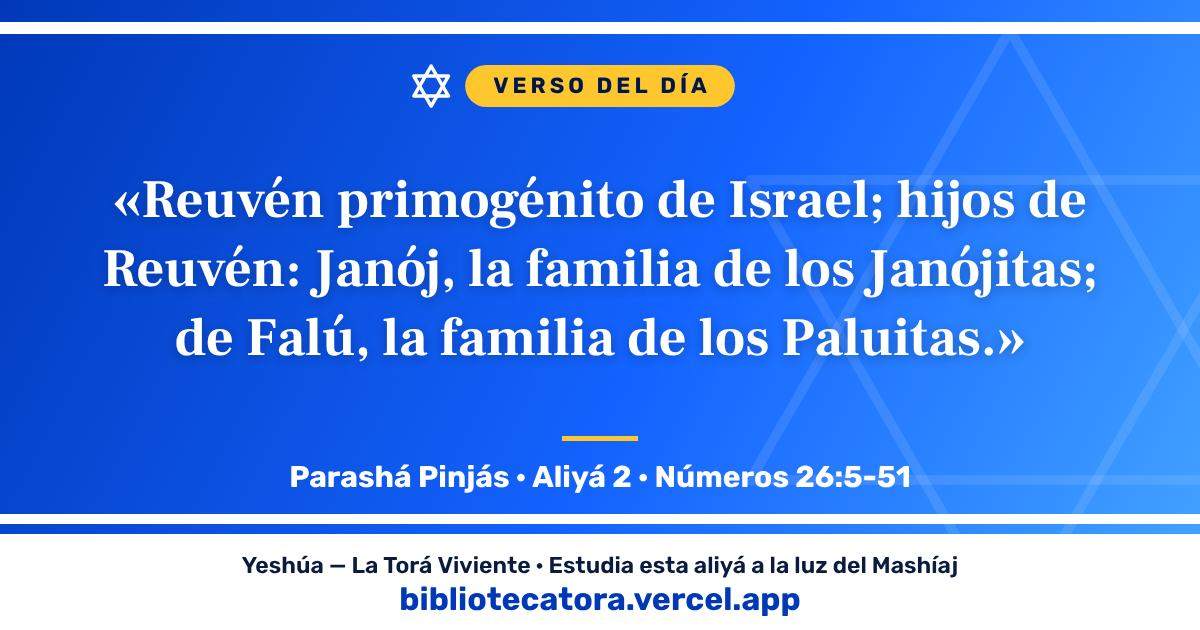 VERSO DEL DÍA
«Reuvén primogénito de Israel; hijos de
Reuvén: Janój, la familia de los Janójitas;
de Falú, la familia de los Paluitas.»
Parashá Pinjás • Aliyá 2 • Números 26:5-51
Yeshúa — La Torá Viviente • Estudia esta aliyá a la luz del Mashíaj
bibliotecatora.vercel.app